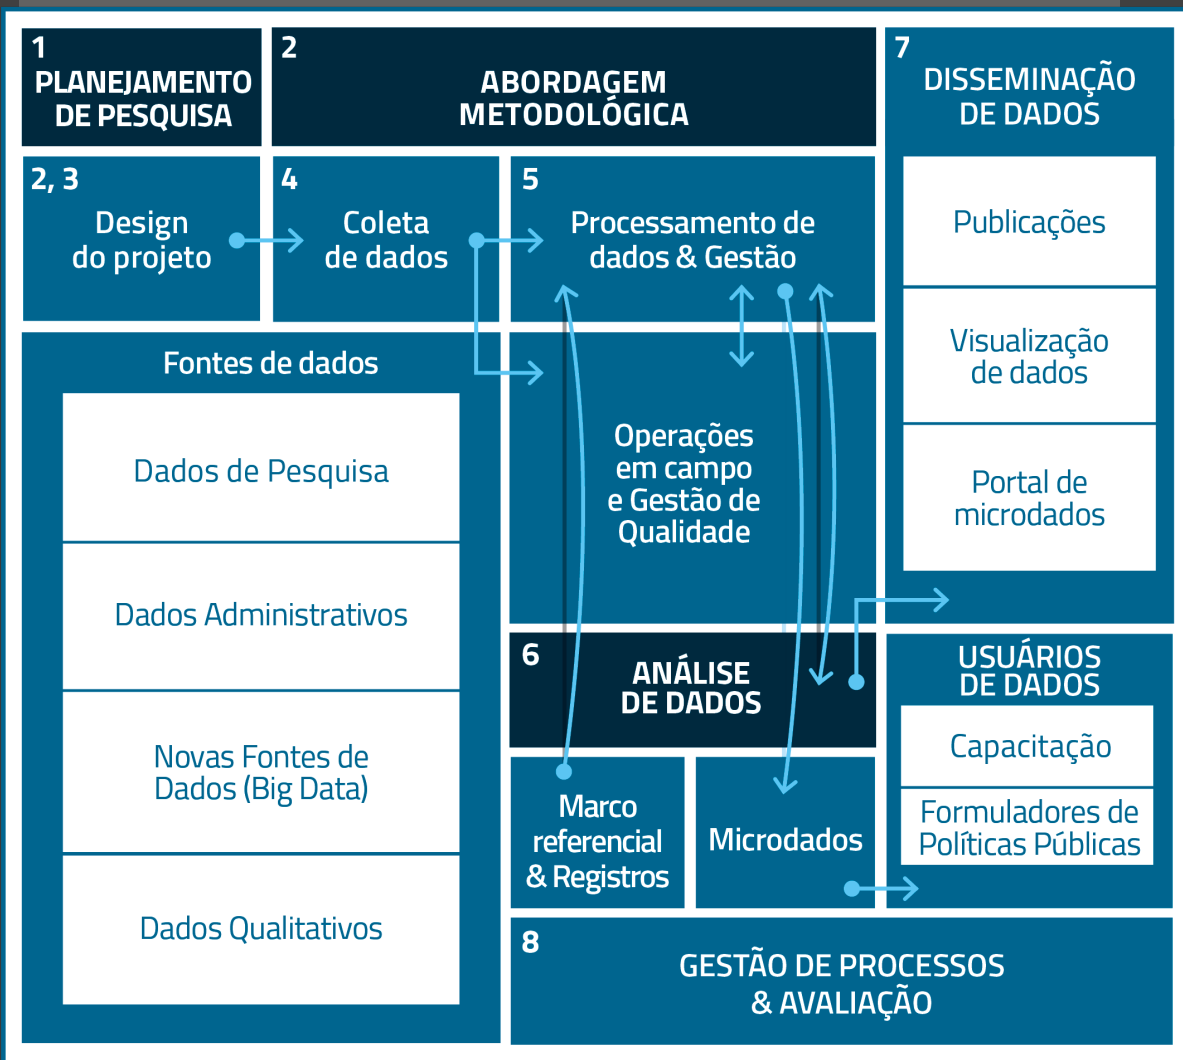 1
PLANEJAMENTO
DE PESQUISA
2
ABORDAGEM
METODOLÓGICA
2, 3
Design
do projeto
4
Coleta
de dados
5
Processamento de
dados & Gestão
Fontes de dados
Dados de Pesquisa
Dados Administrativos
Novas Fontes de
Dados (Big Data)
Dados Qualitativos
Operações
em campo
e Gestão de
Qualidade
6
ANÁLISE
DE DADOS
Marco
referencial
& Registros
Microdados
7
DISSEMINAÇÃO
DE DADOS
Publicações
Visualização
de dados
Portal de
microdados
USUÁRIOS
DE DADOS
Capacitação
Formuladores de
Políticas Públicas
8
GESTÃO DE PROCESSOS
& AVALIAÇÃO